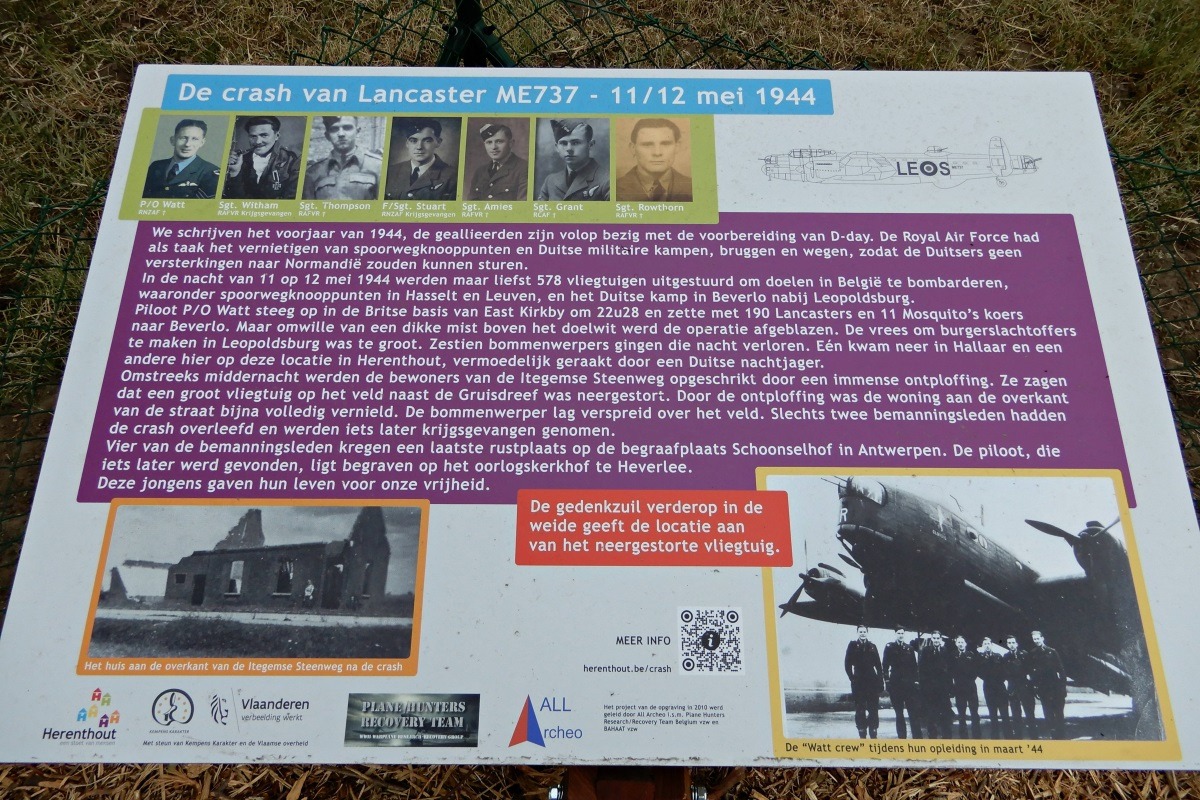 De crash van Lancaster ME737 - 11/12 mei 1944
P/O Watt
RNZAF †
Sgt. Witham
RAFVR Krijgsgevangen
Sgt. Thompson
RAFVR †
F/Sgt. Stuart
RNZAF Krijgsgevangen
Sgt. Amies
RAFVR †
Sgt. Grant
RCAF †
Sgt. Rowthorn
RAFVR †
LE S
We schrijven het voorjaar van 1944, de geallieerden zijn volop bezig met de voorbereiding van D-day. De Royal Air Force had
als taak het vernietigen van spoorwegknooppunten en Duitse militaire kampen, bruggen en wegen, zodat de Duitsers geen
versterkingen naar Normandië zouden kunnen sturen.
In de nacht van 11 op 12 mei 1944 werden maar liefst 578 vliegtuigen uitgestuurd om doelen in België te bombarderen,
waaronder spoorwegknooppunten in Hasselt en Leuven, en het Duitse kamp in Beverlo nabij Leopoldsburg.
Piloot P/O Watt steeg op in de Britse basis van East Kirkby om 22u28 en zette met 190 Lancasters en 11 Mosquito's koers
naar Beverlo. Maar omwille van een dikke mist boven het doelwit werd de operatie afgeblazen. De vrees om burgerslachtoffers
te maken in Leopoldsburg was te groot. Zestien bommenwerpers gingen die nacht verloren. Eén kwam neer in Hallaar en een
andere hier op deze locatie in Herenthout, vermoedelijk geraakt door een Duitse nachtjager.
Omstreeks middernacht werden de bewoners van de Itegemse Steenweg opgeschrikt door een immense ontploffing. Ze zagen
dat een groot vliegtuig op het veld naast de Gruisdreef was neergestort. Door de ontploffing was de woning aan de overkant
van de straat bijna volledig vernield. De bommenwerper lag verspreid over het veld. Slechts twee bemanningsleden hadden
de crash overleefd en werden iets later krijgsgevangen genomen.
Vier van de bemanningsleden kregen een laatste rustplaats op de begraafplaats Schoonselhof in Antwerpen. De piloot, die
iets later werd gevonden, ligt begraven op het oorlogskerkhof te Heverlee.
Deze jongens gaven hun leven voor onze vrijheid.
De gedenkzuil verderop in de
weide geeft de locatie aan
van het neergestorte vliegtuig.
R
Het huis aan de overkant van de Itegemse Steenweg na de crash
MEER INFO
herenthout.be/crash
De "Watt crew" tijdens hun opleiding in maart '44
Herenthout
een stoet van mensen
KEMPENS KARAKTER
Vlaanderen
verbeelding werkt
Met steun van Kempens Karakter en de Vlaamse overheid
PLANE HUNTERS
RECOVERY TEAM
WWW.WARPLANE RESEARCH-RECOVERY-GROUP
ALL
Archeo
Het project van de opgraving in 2010 werd
geleid door All Archeo i.s.m. Plane Hunters
Research/Recovery Team Belgium vzw en
BAHAAT vzw